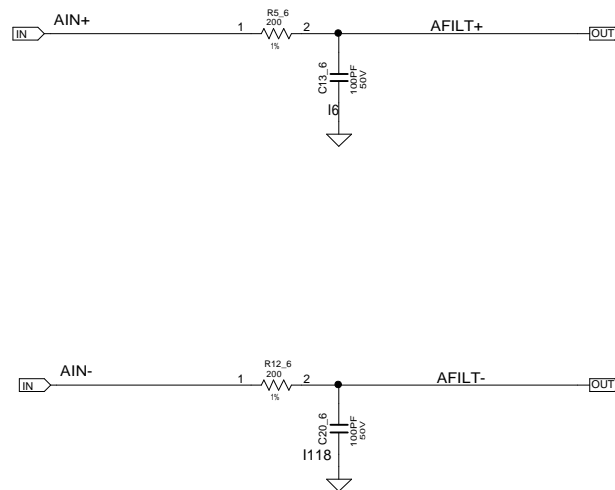 AIN+
IN
1
R5_6
200
1%
2
AFILT+
OUT
C13_6
100PF
50V
I6
AIN-
IN
1
R12_6
200
1%
2
AFILT-
OUT
C20_6
100PF
50V
I118